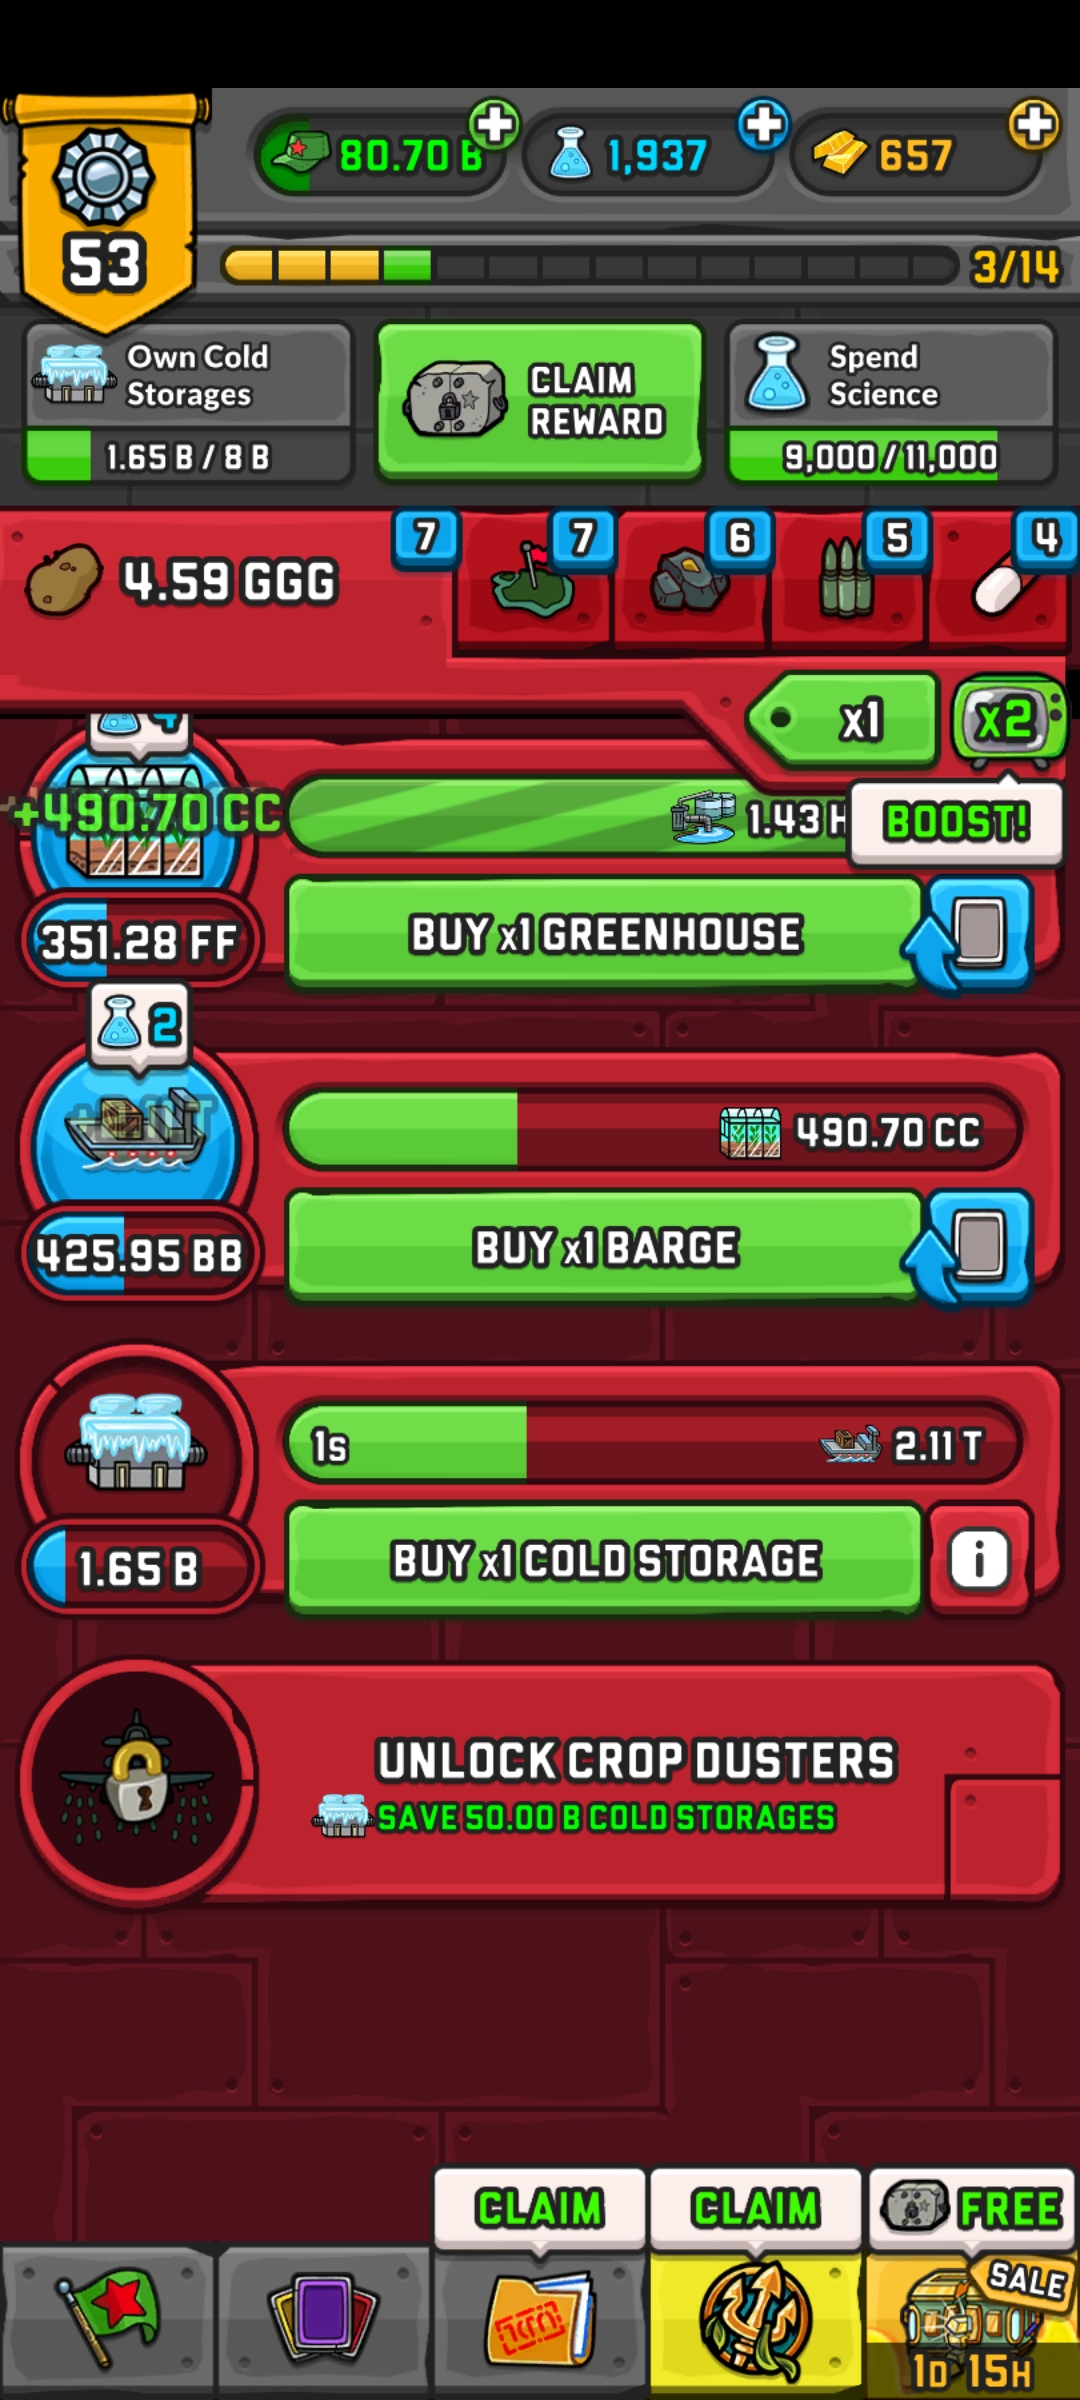 80.70 B
1,937
657
53
3/14
Own Cold
Storages
1.65 B / 8 B
CLAIM
REWARD
Spend
Science
9,000 / 11,000
4.59 GGG
7
7
6
5
4
x1
x2
BOOST!
+490.70 CC
1.43 H
351.28 FF
BUY x1 GREENHOUSE
2
490.70 CC
425.95 BB
BUY x1 BARGE
1s
2.11 T
1.65 B
BUY x1 COLD STORAGE
i
UNLOCK CROP DUSTERS
SAVE 50.00 B COLD STORAGES
CLAIM
CLAIM
FREE
SALE
1D 15H